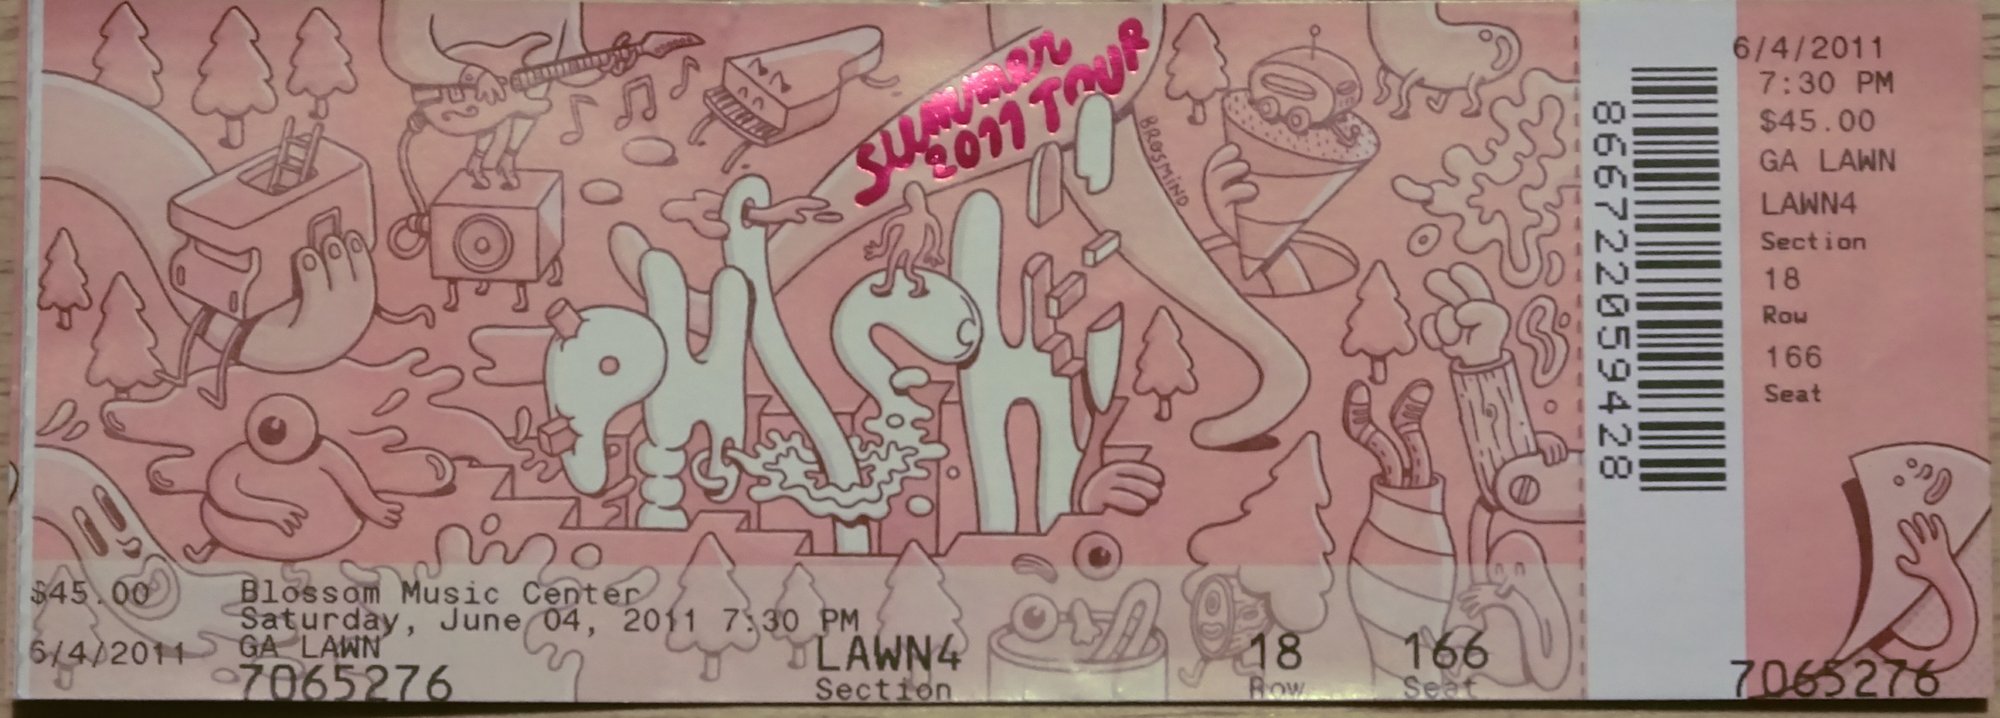 SUMMER
2011 TOUR
BROSMIND
PHISH
$45.00
6/4/2011
Blossom Music Center
Saturday, June 04, 2011 7:30 PM
GA LAWN
7065276
LAWN4
Section
18
Row
166
Seat
866722059428
6/4/2011
7:30 PM
$45.00
GA LAWN
LAWN4
Section
18
Row
166
Seat
7065276